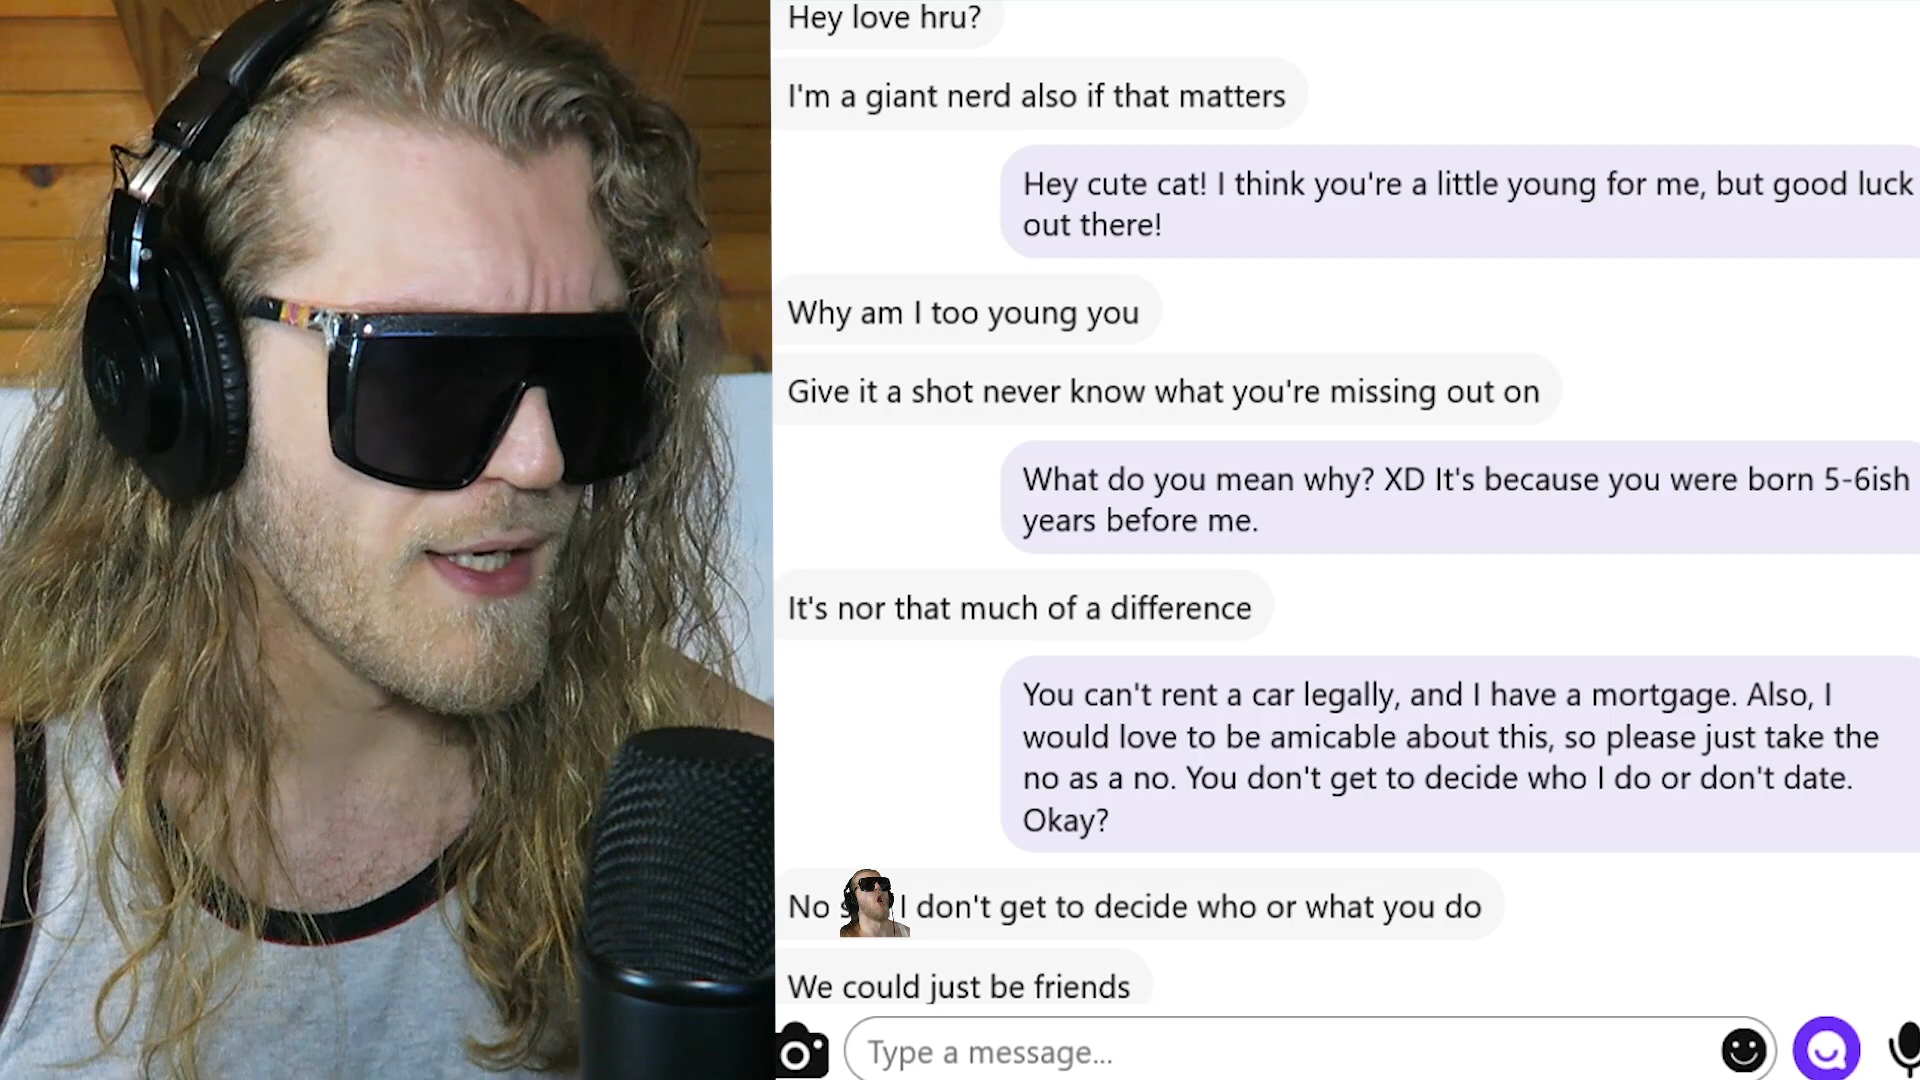 Hey love hru?
I'm a giant nerd also if that matters
Hey cute cat! I think you're a little young for me, but good luck
out there!
Why am I too young you
Give it a shot never know what you're missing out on
What do you mean why? XD It's because you were born 5-6ish
years before me.
It's nor that much of a difference
You can't rent a car legally, and I have a mortgage. Also, I
would love to be amicable about this, so please just take the
no as a no. You don't get to decide who I do or don't date.
Okay?
No I don't get to decide who or what you do
We could just be friends
Type a message...